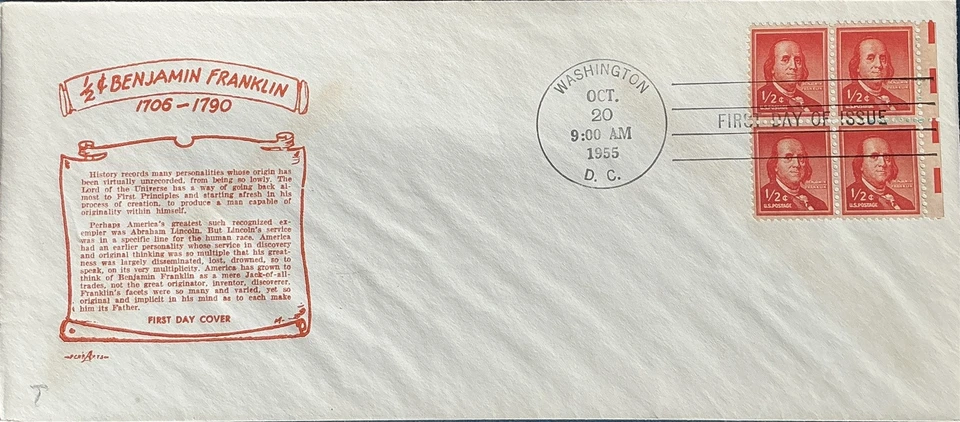 ½¢ BENJAMIN FRANKLIN
1706–1790
History records many personalities whose origin has
been virtually unrecorded, from being so lowly. The
Lord of the Universe has a way of going back al-
most to First Principles and starting afresh in his
process of creation, to produce a man capable of
originality within himself.
Perhaps America's greatest such recognized ex-
empler was Abraham Lincoln. But Lincoln's service
was in a specific line for the human race. America
had an earlier personality whose service in discovery
and original thinking was so multiple that his great-
ness was largely disseminated, lost, drowned, so to
speak, on its very multiplicity. America has grown to
think of Benjamin Franklin as a mere Jack-of-all-
trades, not the great originator, inventor, discoverer.
Franklin's facets were so many and varied, yet so
original and implicit in his mind as to each make
him its Father.
FIRST DAY COVER
PENT ARTS
WASHINGTON
OCT.
20
9:00 AM
1955
D. C.
FIRST DAY OF ISSUE
½¢
½¢
½¢
U.S. POSTAGE
½¢
U.S. POSTAGE